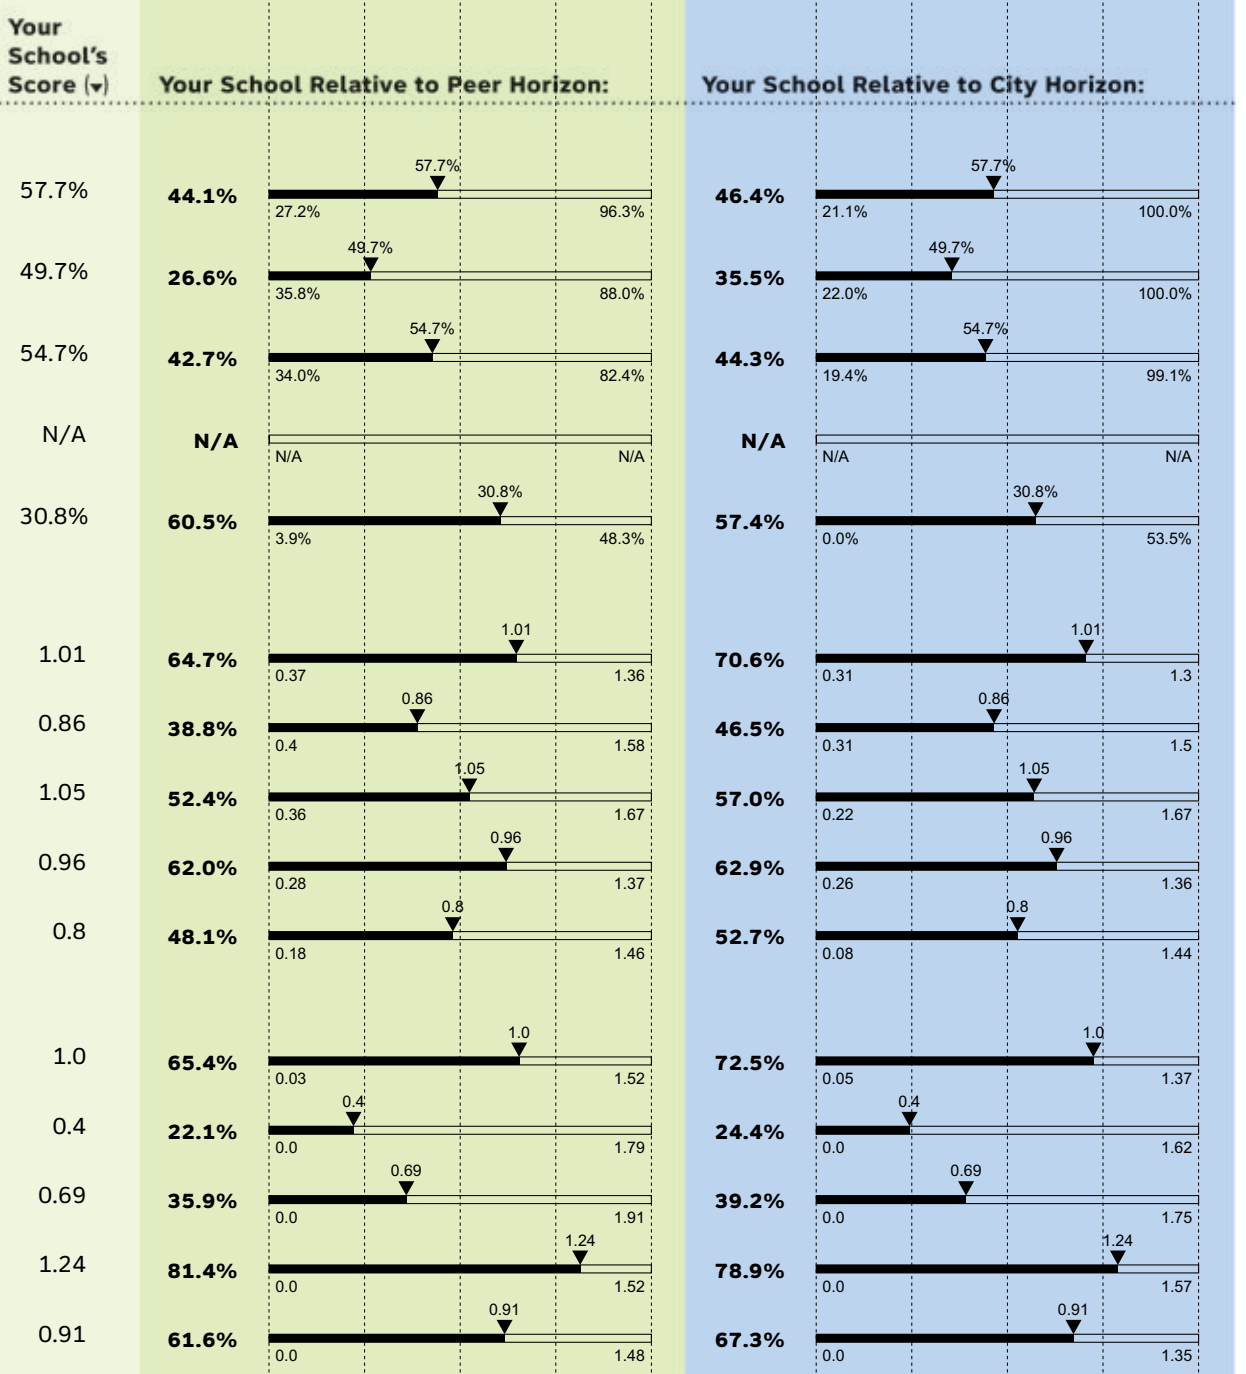 Your
School's
Score (▾) Your School Relative to Peer Horizon: Your School Relative to City Horizon:
57.7% 57.7%
57.7% 44.1% 46.4%
27.2% 96.3% 21.1% 100.0%
49.7% 49.7%
49.7% 26.6% 35.5%
35.8% 88.0% 22.0% 100.0%
54.7% 54.7%
54.7% 42.7% 44.3%
34.0% 82.4% 19.4% 99.1%
N/A N/A N/A
N/A N/A N/A N/A
30.8% 30.8%
30.8% 60.5% 57.4%
3.9% 48.3% 0.0% 53.5%
1.01 1.01
1.01 64.7% 70.6%
0.37 1.36 0.31 1.3
0.86 0.86
0.86 38.8% 46.5%
0.4 1.58 0.31 1.5
1.05 1.05
1.05 52.4% 57.0%
0.36 1.67 0.22 1.67
0.96 0.96
0.96 62.0% 62.9%
0.28 1.37 0.26 1.36
0.8 0.8
0.8 48.1% 52.7%
0.18 1.46 0.08 1.44
1.0 1.0
1.0 65.4% 72.5%
0.03 1.52 0.05 1.37
0.4 0.4
0.4 22.1% 24.4%
0.0 1.79 0.0 1.62
0.69 0.69
0.69 35.9% 39.2%
0.0 1.91 0.0 1.75
1.24 1.24
1.24 81.4% 78.9%
0.0 1.52 0.0 1.57
0.91 0.91
0.91 61.6% 67.3%
0.0 1.48 0.0 1.35